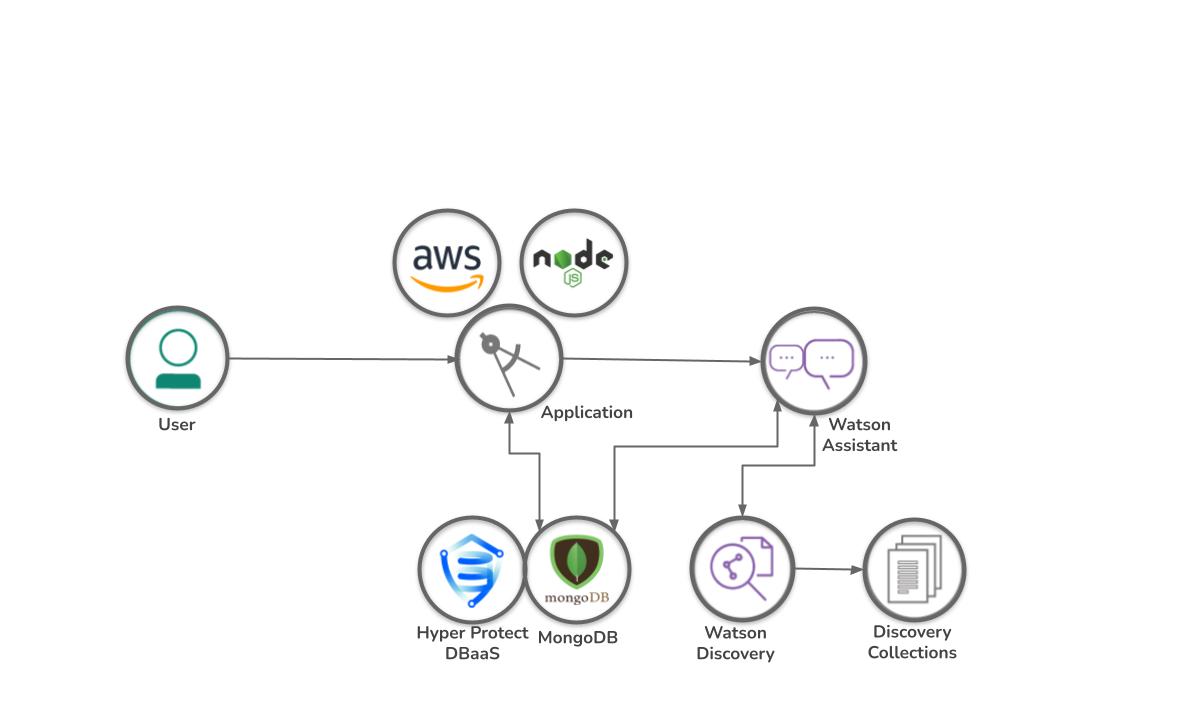 aws
node
JS
User
Application
Watson
Assistant
mongoDB
Hyper Protect
DBaaS
MongoDB
Watson
Discovery
Discovery
Collections